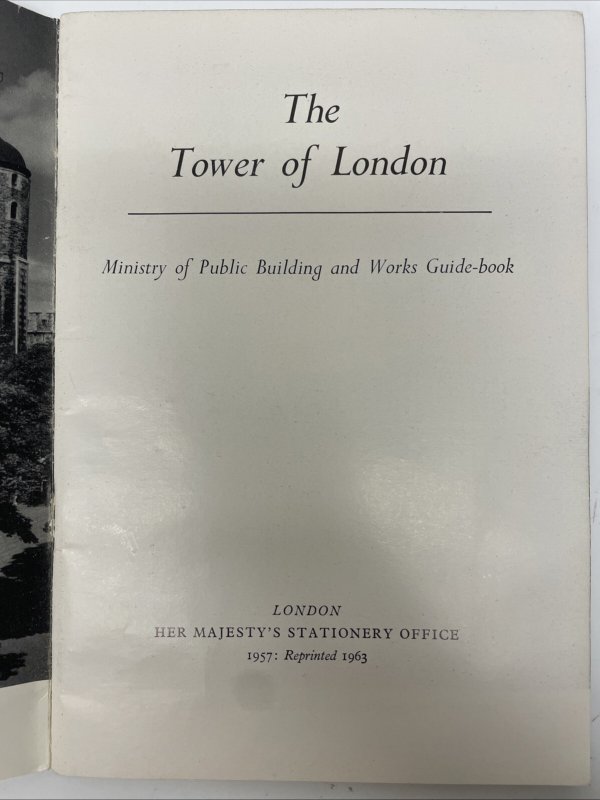 The
Tower of London
Ministry of Public Building and Works Guide-book
LONDON
HER MAJESTY'S STATIONERY OFFICE
1957: Reprinted 1963